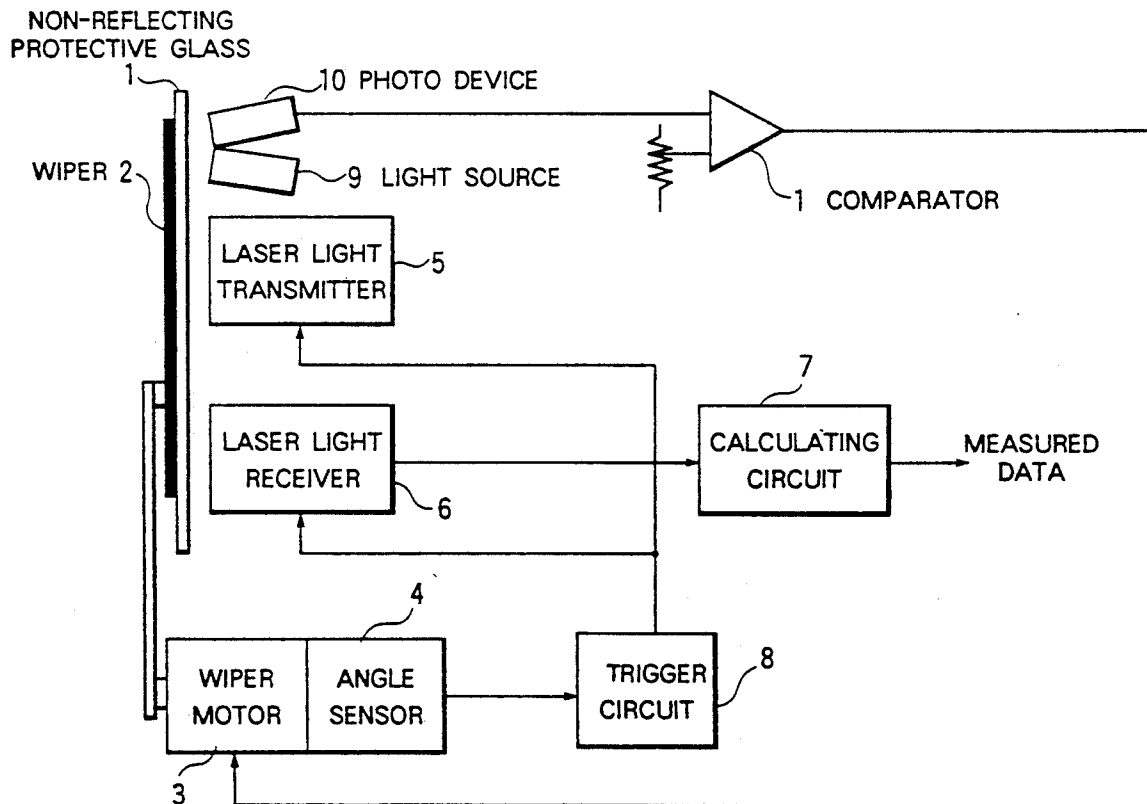 NON-REFLECTING
PROTECTIVE GLASS
1
10 PHOTO DEVICE
WIPER 2
9 LIGHT SOURCE
1 COMPARATOR
LASER LIGHT
TRANSMITTER
5
7
LASER LIGHT
RECEIVER
6
CALCULATING
CIRCUIT
MEASURED
DATA
4
WIPER
MOTOR
ANGLE
SENSOR
TRIGGER
CIRCUIT
8
3